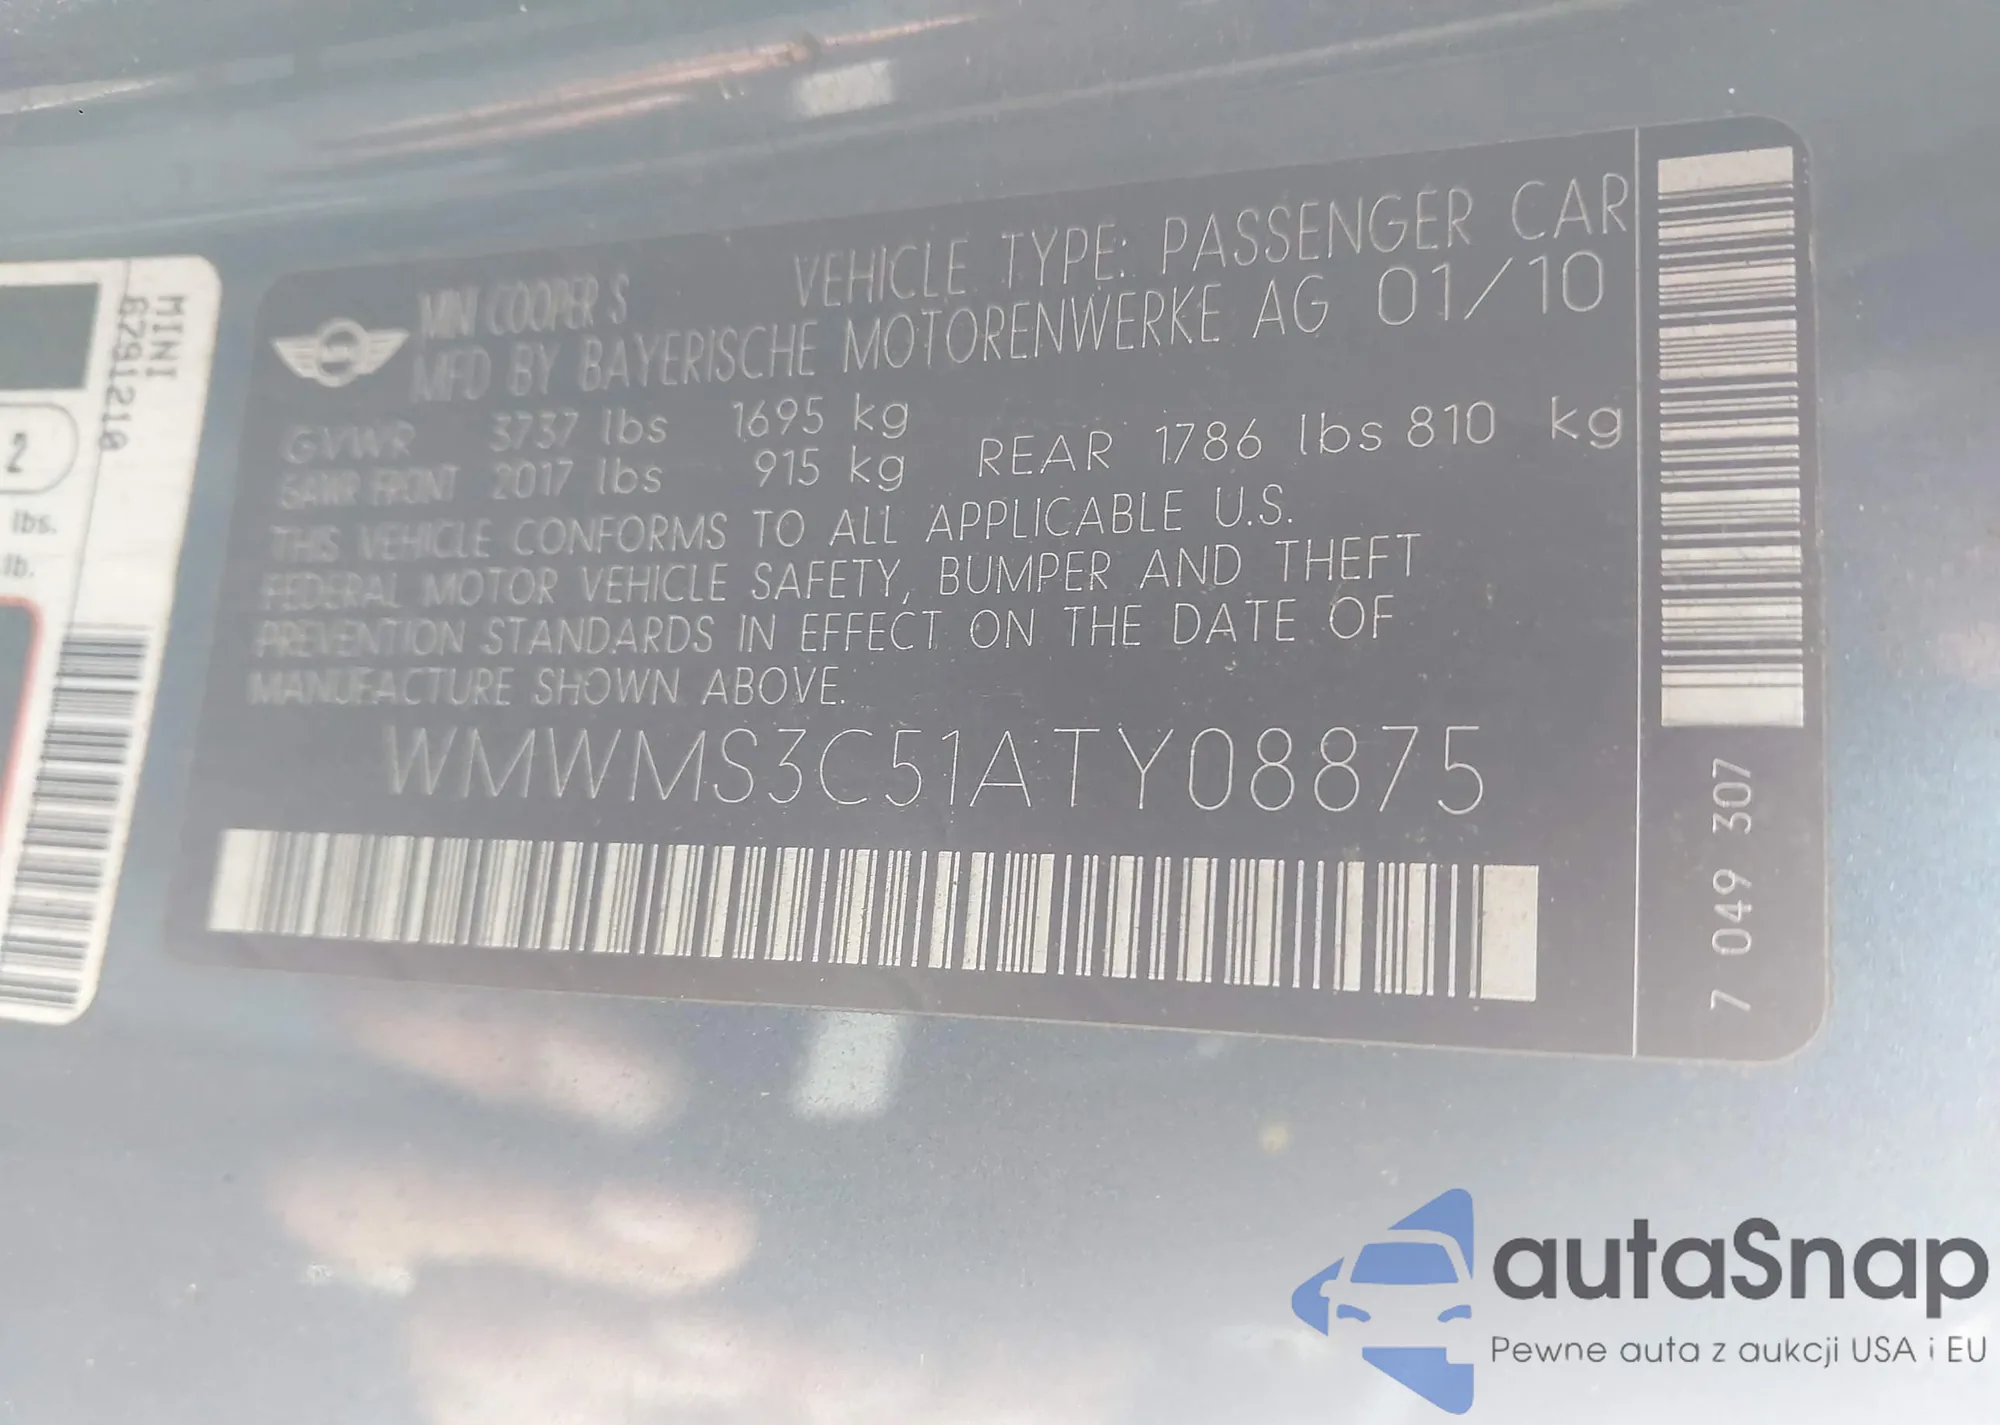 MINI
8291210
2
lbs.
lb.
MINI COOPER S VEHICLE TYPE: PASSENGER CAR
MFD BY BAYERISCHE MOTORENWERKE AG 01/10
GVWR 3737 lbs 1695 kg
GAWR FRONT 2017 lbs 915 kg REAR 1786 lbs 810 kg
THIS VEHICLE CONFORMS TO ALL APPLICABLE U.S.
FEDERAL MOTOR VEHICLE SAFETY, BUMPER AND THEFT
PREVENTION STANDARDS IN EFFECT ON THE DATE OF
MANUFACTURE SHOWN ABOVE.
WMWMS3C51ATY08875
7 049 307
autaSnap
Pewne auta z aukcji USA i EU